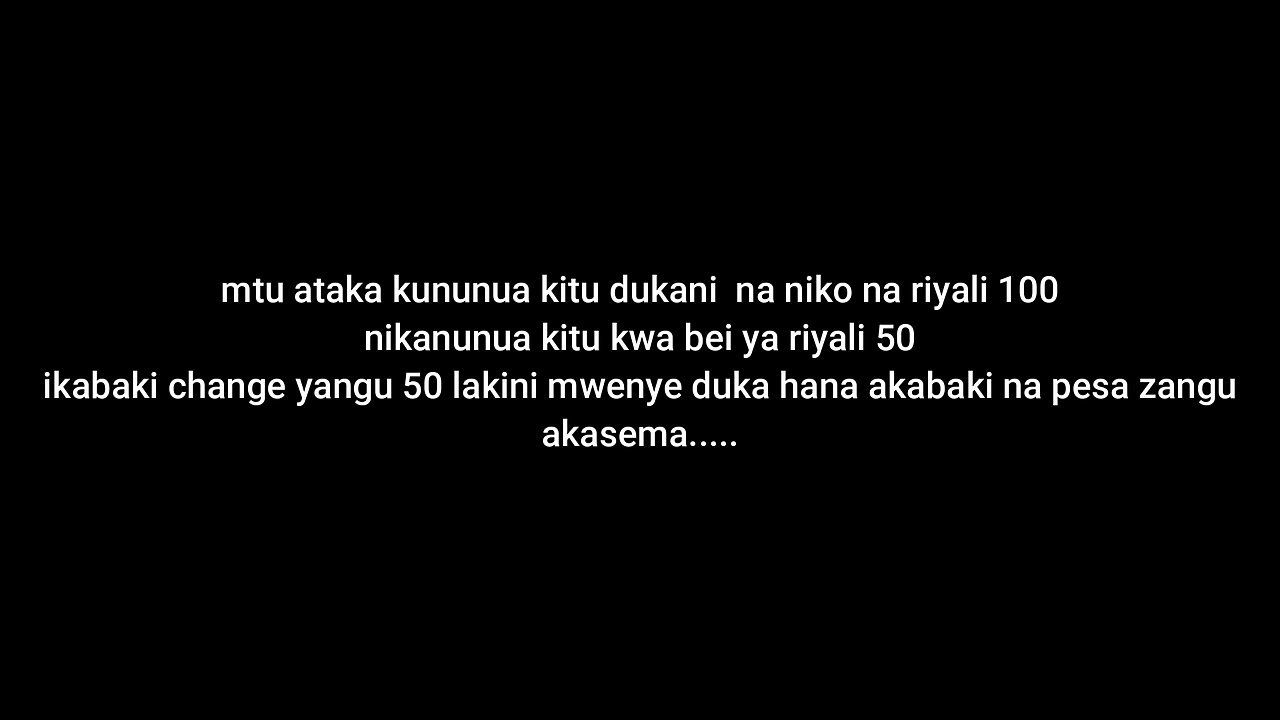 mtu ataka kununua kitu dukani  na niko na riyali 100
nikanunua kitu kwa bei ya riyali 50
ikabaki change yangu 50 lakini mwenye duka hana akabaki na pesa zangu
akasema.....